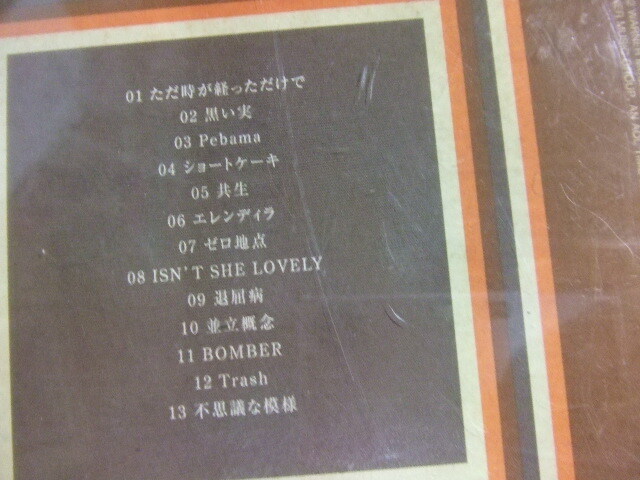 01 ただ時が経っただけで
02 黒い実
03 Pebama
04 ショートケーキ
05 共生
06 エレンディラ
07 ゼロ地点
08 ISN'T SHE LOVELY
09 退屈病
10 並立概念
11 BOMBER
12 Trash
13 不思議な模様